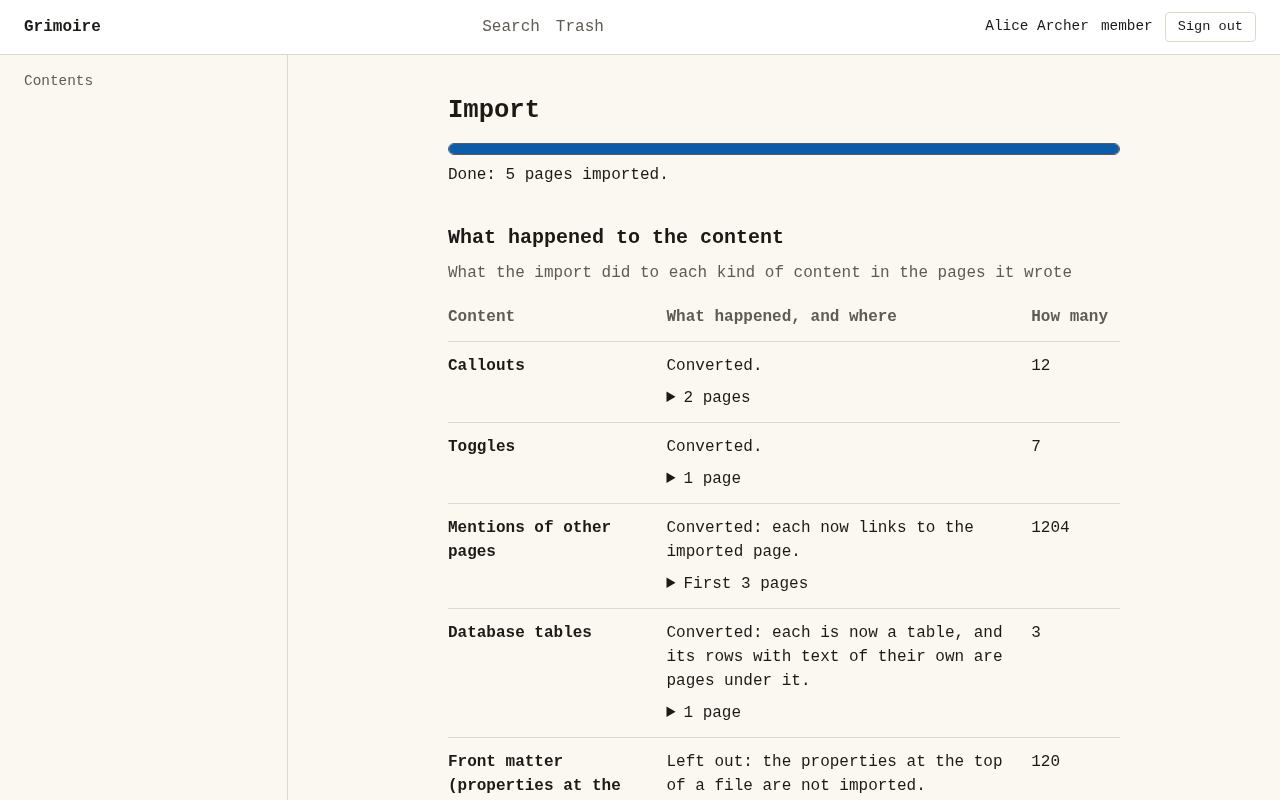 Grimoire
Search Trash
Alice Archer member Sign out
Contents
Import
Done: 5 pages imported.
What happened to the content
What the import did to each kind of content in the pages it wrote
Content What happened, and where How many
Callouts Converted. 12
2 pages
Toggles Converted. 7
1 page
Mentions of other Converted: each now links to the 1204
pages imported page.
First 3 pages
Database tables Converted: each is now a table, and 3
its rows with text of their own are
pages under it.
1 page
Front matter Left out: the properties at the top 120
(properties at the of a file are not imported.